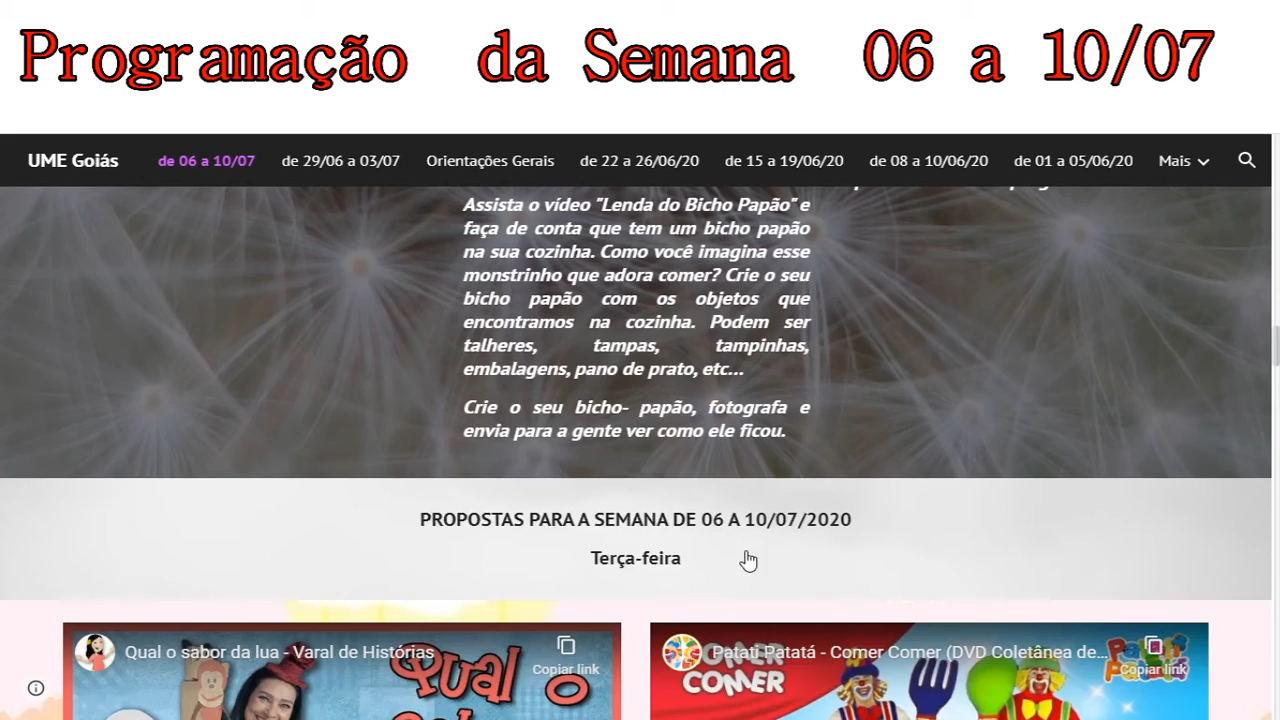 Programação da Semana 06 a 10/07
UME Goiás de 06 a 10/07 de 29/06 a 03/07 Orientações Gerais de 22 a 26/06/20 de 15 a 19/06/20 de 08 a 10/06/20 de 01 a 05/06/20 Mais
Assista o vídeo "Lenda do Bicho Papão" e
faça de conta que tem um bicho papão
na sua cozinha. Como você imagina esse
monstrinho que adora comer? Crie o seu
bicho papão com os objetos que
encontramos na cozinha. Podem ser
talheres, tampas, tampinhas,
embalagens, pano de prato, etc...
Crie o seu bicho- papão, fotografa e
envia para a gente ver como ele ficou.
PROPOSTAS PARA A SEMANA DE 06 A 10/07/2020
Terça-feira
Qual o sabor da lua - Varal de Histórias
Copiar link
Qual o
Patati Patatá - Comer Comer (DVD Coletânea de...
Copiar link
COMER
COMER
Patati
Patatá